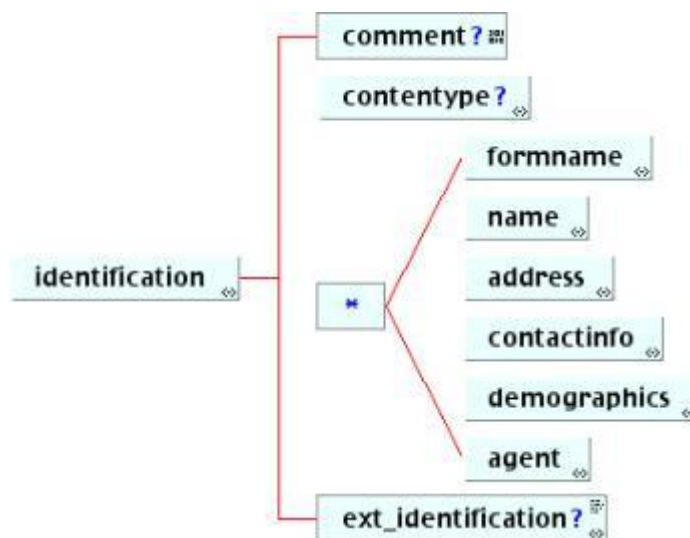 comment?
contentype?
formname
name
address
identification
*
contactinfo
demographics
agent
ext_identification?